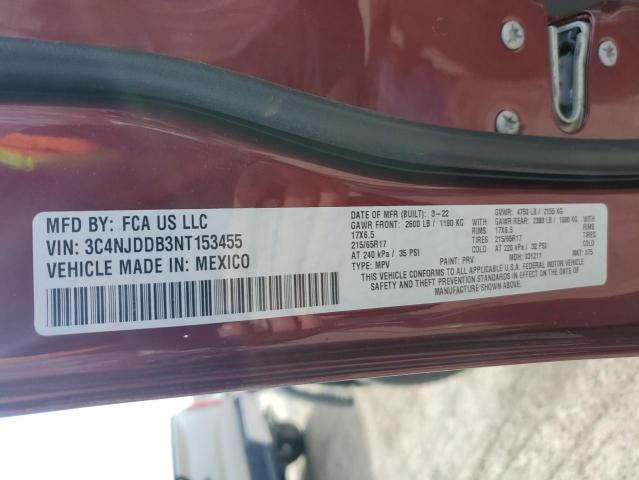 MFD BY: FCA US LLC
VIN: 3C4NJDDB3NT153455
VEHICLE MADE IN: MEXICO
DATE OF MFR (BUILT): 3-22
GAWR FRONT: 2600 LB / 1180 KG
17X6.5 RIMS
215/65R17 TIRES
AT 240 kPa / 35 PSI
TYPE: MPV PAINT: PRV
GVWR: 4750 LB / 2155 KG
GAWR REAR: 2380 LB / 1080 KG WITH
17X6.5 RIMS
215/65R17 TIRES
AT 220 kPa / 32 PSI COLD
MDH: 031211 MKT: 875
THIS VEHICLE CONFORMS TO ALL APPLICABLE U.S.A. FEDERAL MOTOR VEHICLE
SAFETY AND THEFT PREVENTION STANDARDS IN EFFECT ON THE DATE OF
MANUFACTURE SHOWN ABOVE.